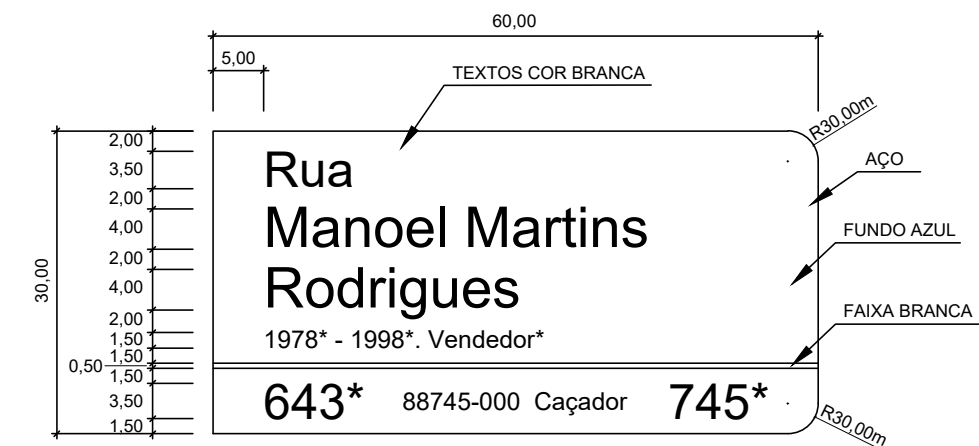 60,00
5,00
TEXTOS COR BRANCA
R30,00m
2,00
3,50
2,00
4,00
2,00
4,00
2,00
1,50
1,50
0,50
1,50
3,50
1,50
30,00
Rua
Manoel Martins
Rodrigues
1978* - 1998*. Vendedor*
643* 88745-000 Caçador 745*
AÇO
FUNDO AZUL
FAIXA BRANCA
R30,00m